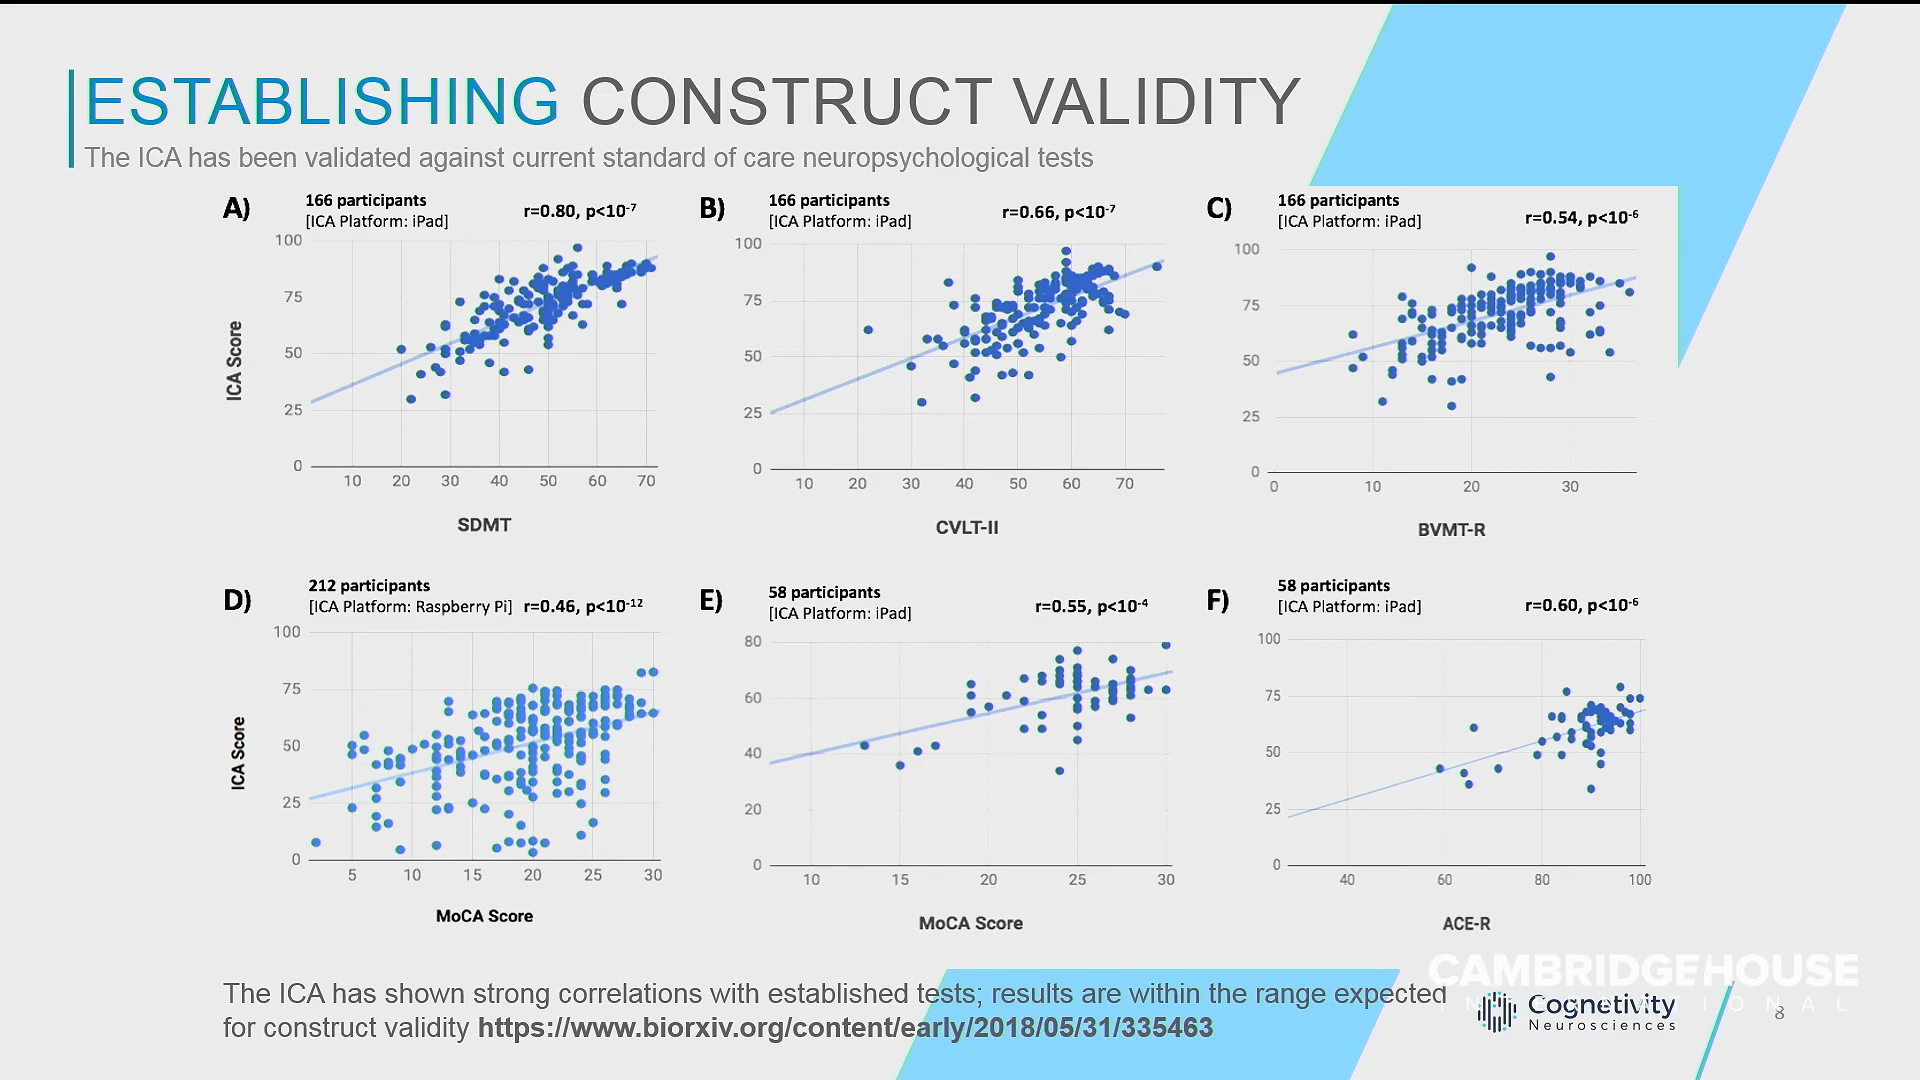 ESTABLISHING CONSTRUCT VALIDITY
The ICA has been validated against current standard of care neuropsychological tests
A)
166 participants
[ICA Platform: iPad]
r=0.80, p<10-7
100
75
50
25
0
ICA Score
10 20 30 40 50 60 70
SDMT
B)
166 participants
[ICA Platform: iPad]
r=0.66, p<10-7
100
75
50
25
0
10 20 30 40 50 60 70
CVLT-II
C)
166 participants
[ICA Platform: iPad]
r=0.54, p<10-6
100
75
50
25
0
0 10 20 30
BVMT-R
D)
212 participants
[ICA Platform: Raspberry Pi] r=0.46, p<10-12
100
75
50
25
0
ICA Score
5 10 15 20 25 30
MoCA Score
E)
58 participants
[ICA Platform: iPad]
r=0.55, p<10-4
80
60
40
20
0
10 15 20 25 30
MoCA Score
F)
58 participants
[ICA Platform: iPad]
r=0.60, p<10-6
100
75
50
25
0
40 60 80 100
ACE-R
The ICA has shown strong correlations with established tests; results are within the range expected
for construct validity https://www.biorxiv.org/content/early/2018/05/31/335463
CAMBRIDGEHOUSE
INTERNATIONAL
Cognetivity
Neurosciences
8